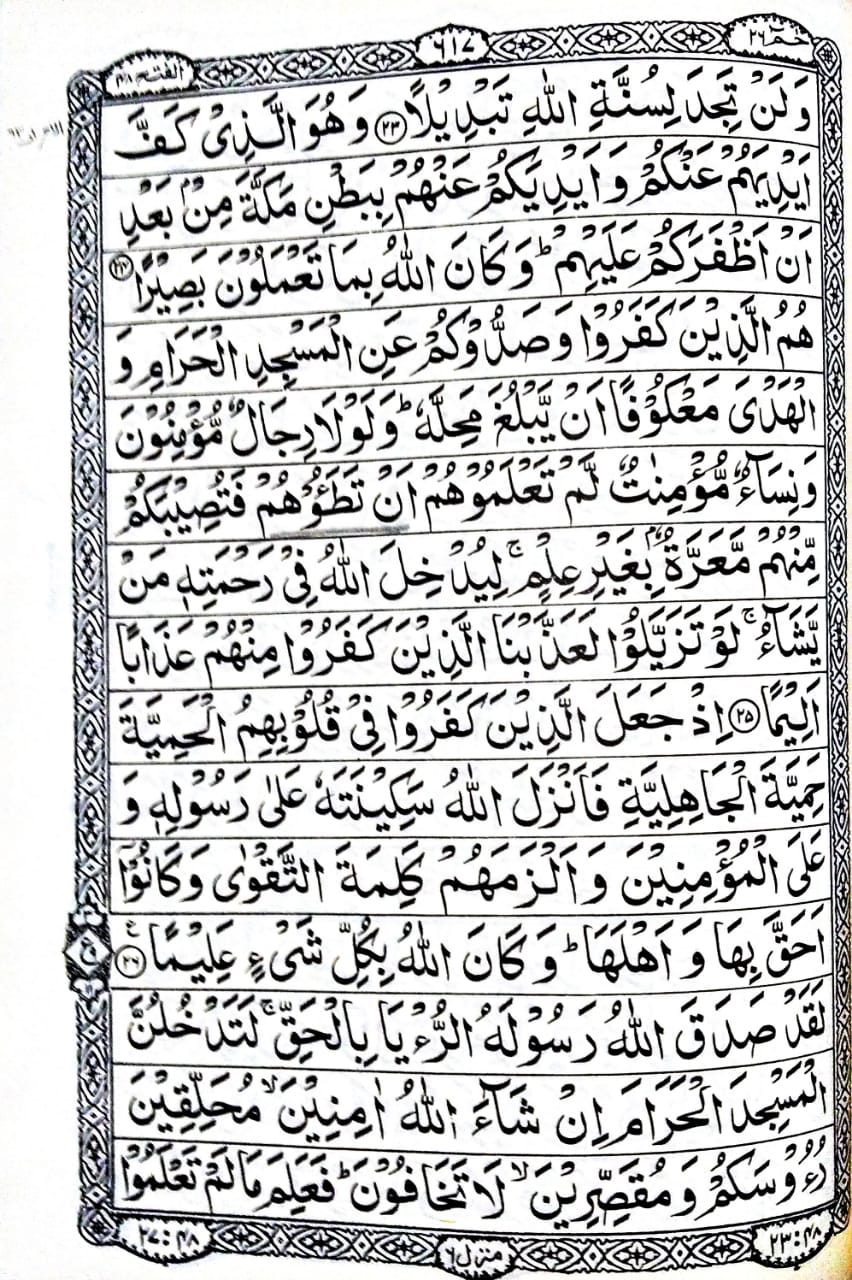 حٰمٓ ٢٦
٦١٧
الفتح ٤٨
وَلَنْ تَجِدَ لِسُنَّةِ اللّٰهِ تَبْدِيْلًا ﴿٢٣﴾ وَهُوَ الَّذِىْ كَفَّ
اَيْدِيَهُمْ عَنْكُمْ وَاَيْدِيَكُمْ عَنْهُمْ بِبَطْنِ مَكَّةَ مِنْۢ بَعْدِ
اَنْ اَظْفَرَكُمْ عَلَيْهِمْ ؕ وَكَانَ اللّٰهُ بِمَا تَعْمَلُوْنَ بَصِيْرًا ﴿٢٤﴾
هُمُ الَّذِيْنَ كَفَرُوْا وَصَدُّوْكُمْ عَنِ الْمَسْجِدِ الْحَرَامِ وَ
الْهَدْىَ مَعْكُوْفًا اَنْ يَّبْلُغَ مَحِلَّهٗ ؕ وَلَوْلَا رِجَالٌ مُّؤْمِنُوْنَ
وَنِسَآءٌ مُّؤْمِنٰتٌ لَّمْ تَعْلَمُوْهُمْ اَنْ تَطَئُوْهُمْ فَتُصِيْبَكُمْ
مِّنْهُمْ مَّعَرَّةٌۢ بِغَيْرِ عِلْمٍ ۚ لِيُدْخِلَ اللّٰهُ فِىْ رَحْمَتِهٖ مَنْ
يَّشَآءُ ۚ لَوْ تَزَيَّلُوْا لَعَذَّبْنَا الَّذِيْنَ كَفَرُوْا مِنْهُمْ عَذَابًا
اَلِيْمًا ﴿٢٥﴾ اِذْ جَعَلَ الَّذِيْنَ كَفَرُوْا فِىْ قُلُوْبِهِمُ الْحَمِيَّةَ
حَمِيَّةَ الْجَاهِلِيَّةِ فَاَنْزَلَ اللّٰهُ سَكِيْنَتَهٗ عَلٰى رَسُوْلِهٖ وَ
عَلَى الْمُؤْمِنِيْنَ وَاَلْزَمَهُمْ كَلِمَةَ التَّقْوٰى وَكَانُوْٓا
اَحَقَّ بِهَا وَاَهْلَهَا ؕ وَكَانَ اللّٰهُ بِكُلِّ شَىْءٍ عَلِيْمًا ﴿٢٦﴾ ع
لَقَدْ صَدَقَ اللّٰهُ رَسُوْلَهُ الرُّءْيَا بِالْحَقِّ ۚ لَتَدْخُلُنَّ
الْمَسْجِدَ الْحَرَامَ اِنْ شَآءَ اللّٰهُ اٰمِنِيْنَ ۙ مُحَلِّقِيْنَ
رُءُوْسَكُمْ وَمُقَصِّرِيْنَ ۙ لَا تَخَافُوْنَ ؕ فَعَلِمَ مَا لَمْ تَعْلَمُوْا
٢٣:٤٨
منزل ٦
٢٧:٤٨